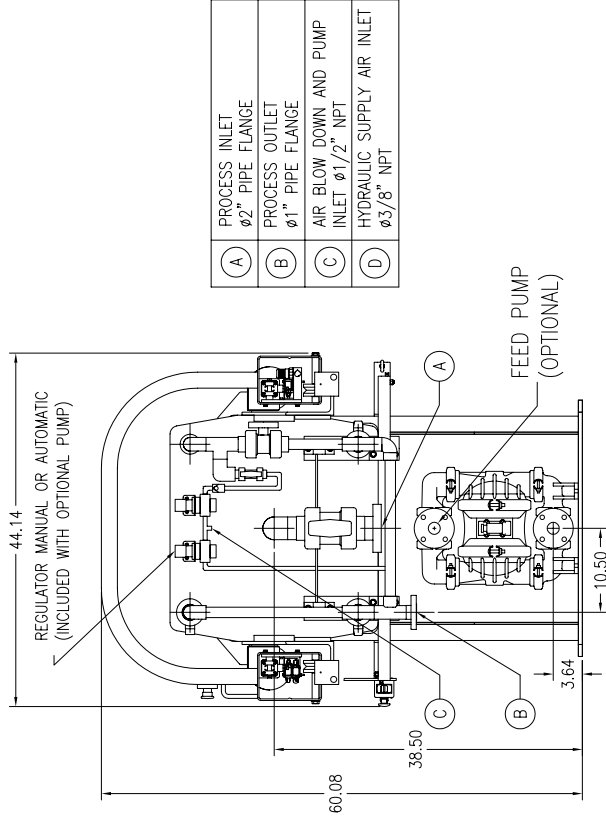 44.14
REGULATOR MANUAL OR AUTOMATIC
(INCLUDED WITH OPTIONAL PUMP)
60.08
38.50
3.64
10.50
C
B
A
FEED PUMP
(OPTIONAL)
A
PROCESS INLET
ø2" PIPE FLANGE
B
PROCESS OUTLET
ø1" PIPE FLANGE
C
AIR BLOW DOWN AND PUMP
INLET ø1/2" NPT
D
HYDRAULIC SUPPLY AIR INLET
ø3/8" NPT